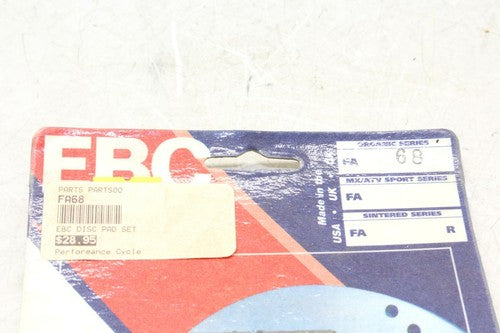 EBC
PARTS PARTSOO
FA68
EBC DISC PAD SET
$28.95
Performance Cycle
Made in
USA • UK
ORGANIC SERIES
FA 68
MX/ATV SPORT SERIES
FA
SINTERED SERIES
FA R